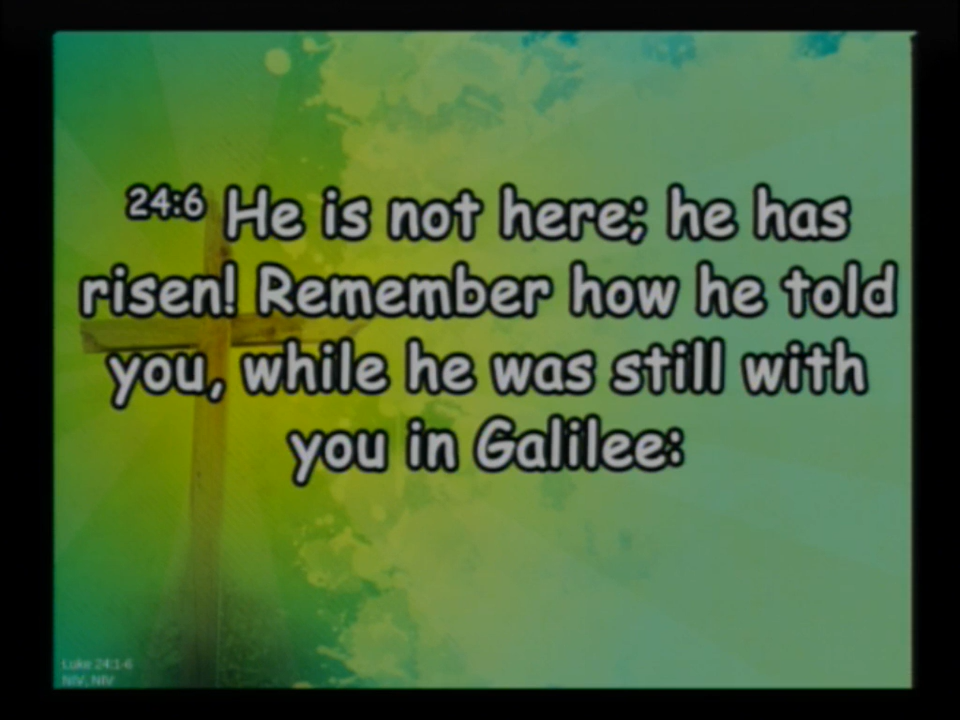 24:6 He is not here; he has
risen! Remember how he told
you, while he was still with
you in Galilee:
Luke 24:1-6
NIV, NIV